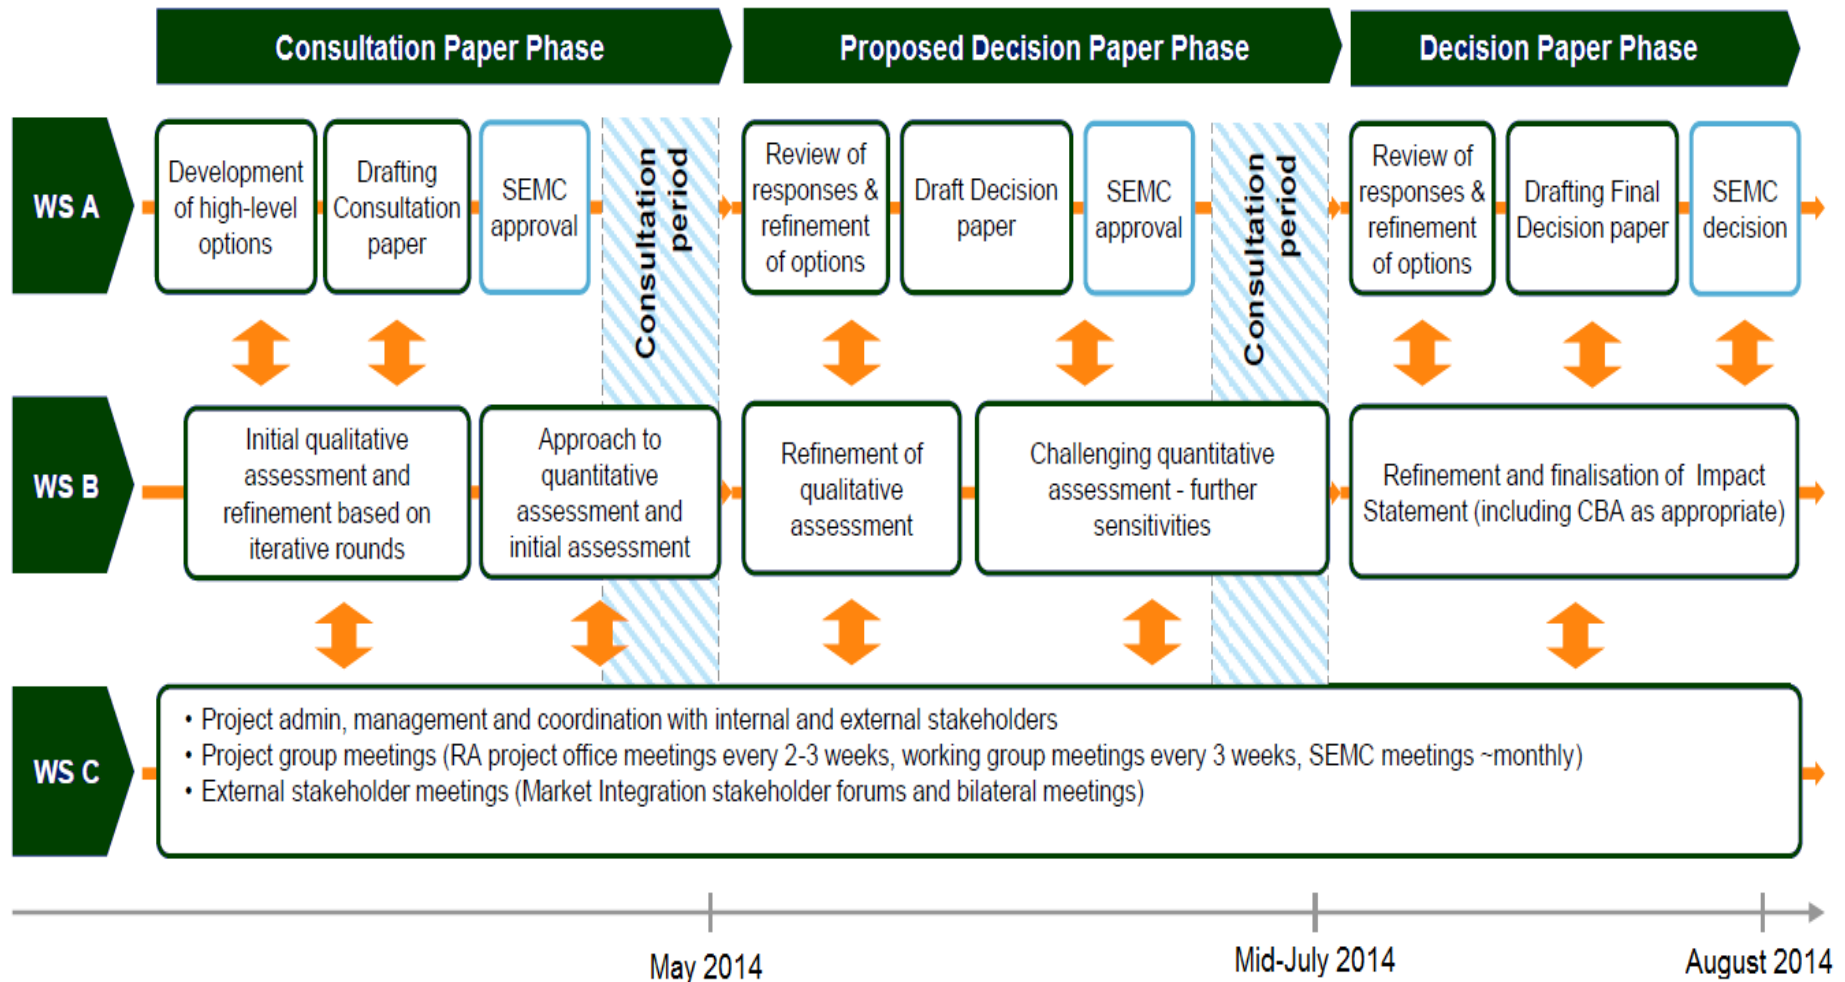 Consultation Paper Phase
Proposed Decision Paper Phase
Decision Paper Phase
WS A
Development
of high-level
options
Drafting
Consultation
paper
SEMC
approval
Consultation
period
Review of
responses &
refinement
of options
Draft Decision
paper
SEMC
approval
Consultation
period
Review of
responses &
refinement
of options
Drafting Final
Decision paper
SEMC
decision
WS B
Initial qualitative
assessment and
refinement based on
iterative rounds
Approach to
quantitative
assessment and
initial assessment
Refinement of
qualitative
assessment
Challenging quantitative
assessment - further
sensitivities
Refinement and finalisation of Impact
Statement (including CBA as appropriate)
WS C
• Project admin, management and coordination with internal and external stakeholders
• Project group meetings (RA project office meetings every 2-3 weeks, working group meetings every 3 weeks, SEMC meetings ~monthly)
• External stakeholder meetings (Market Integration stakeholder forums and bilateral meetings)
May 2014
Mid-July 2014
August 2014